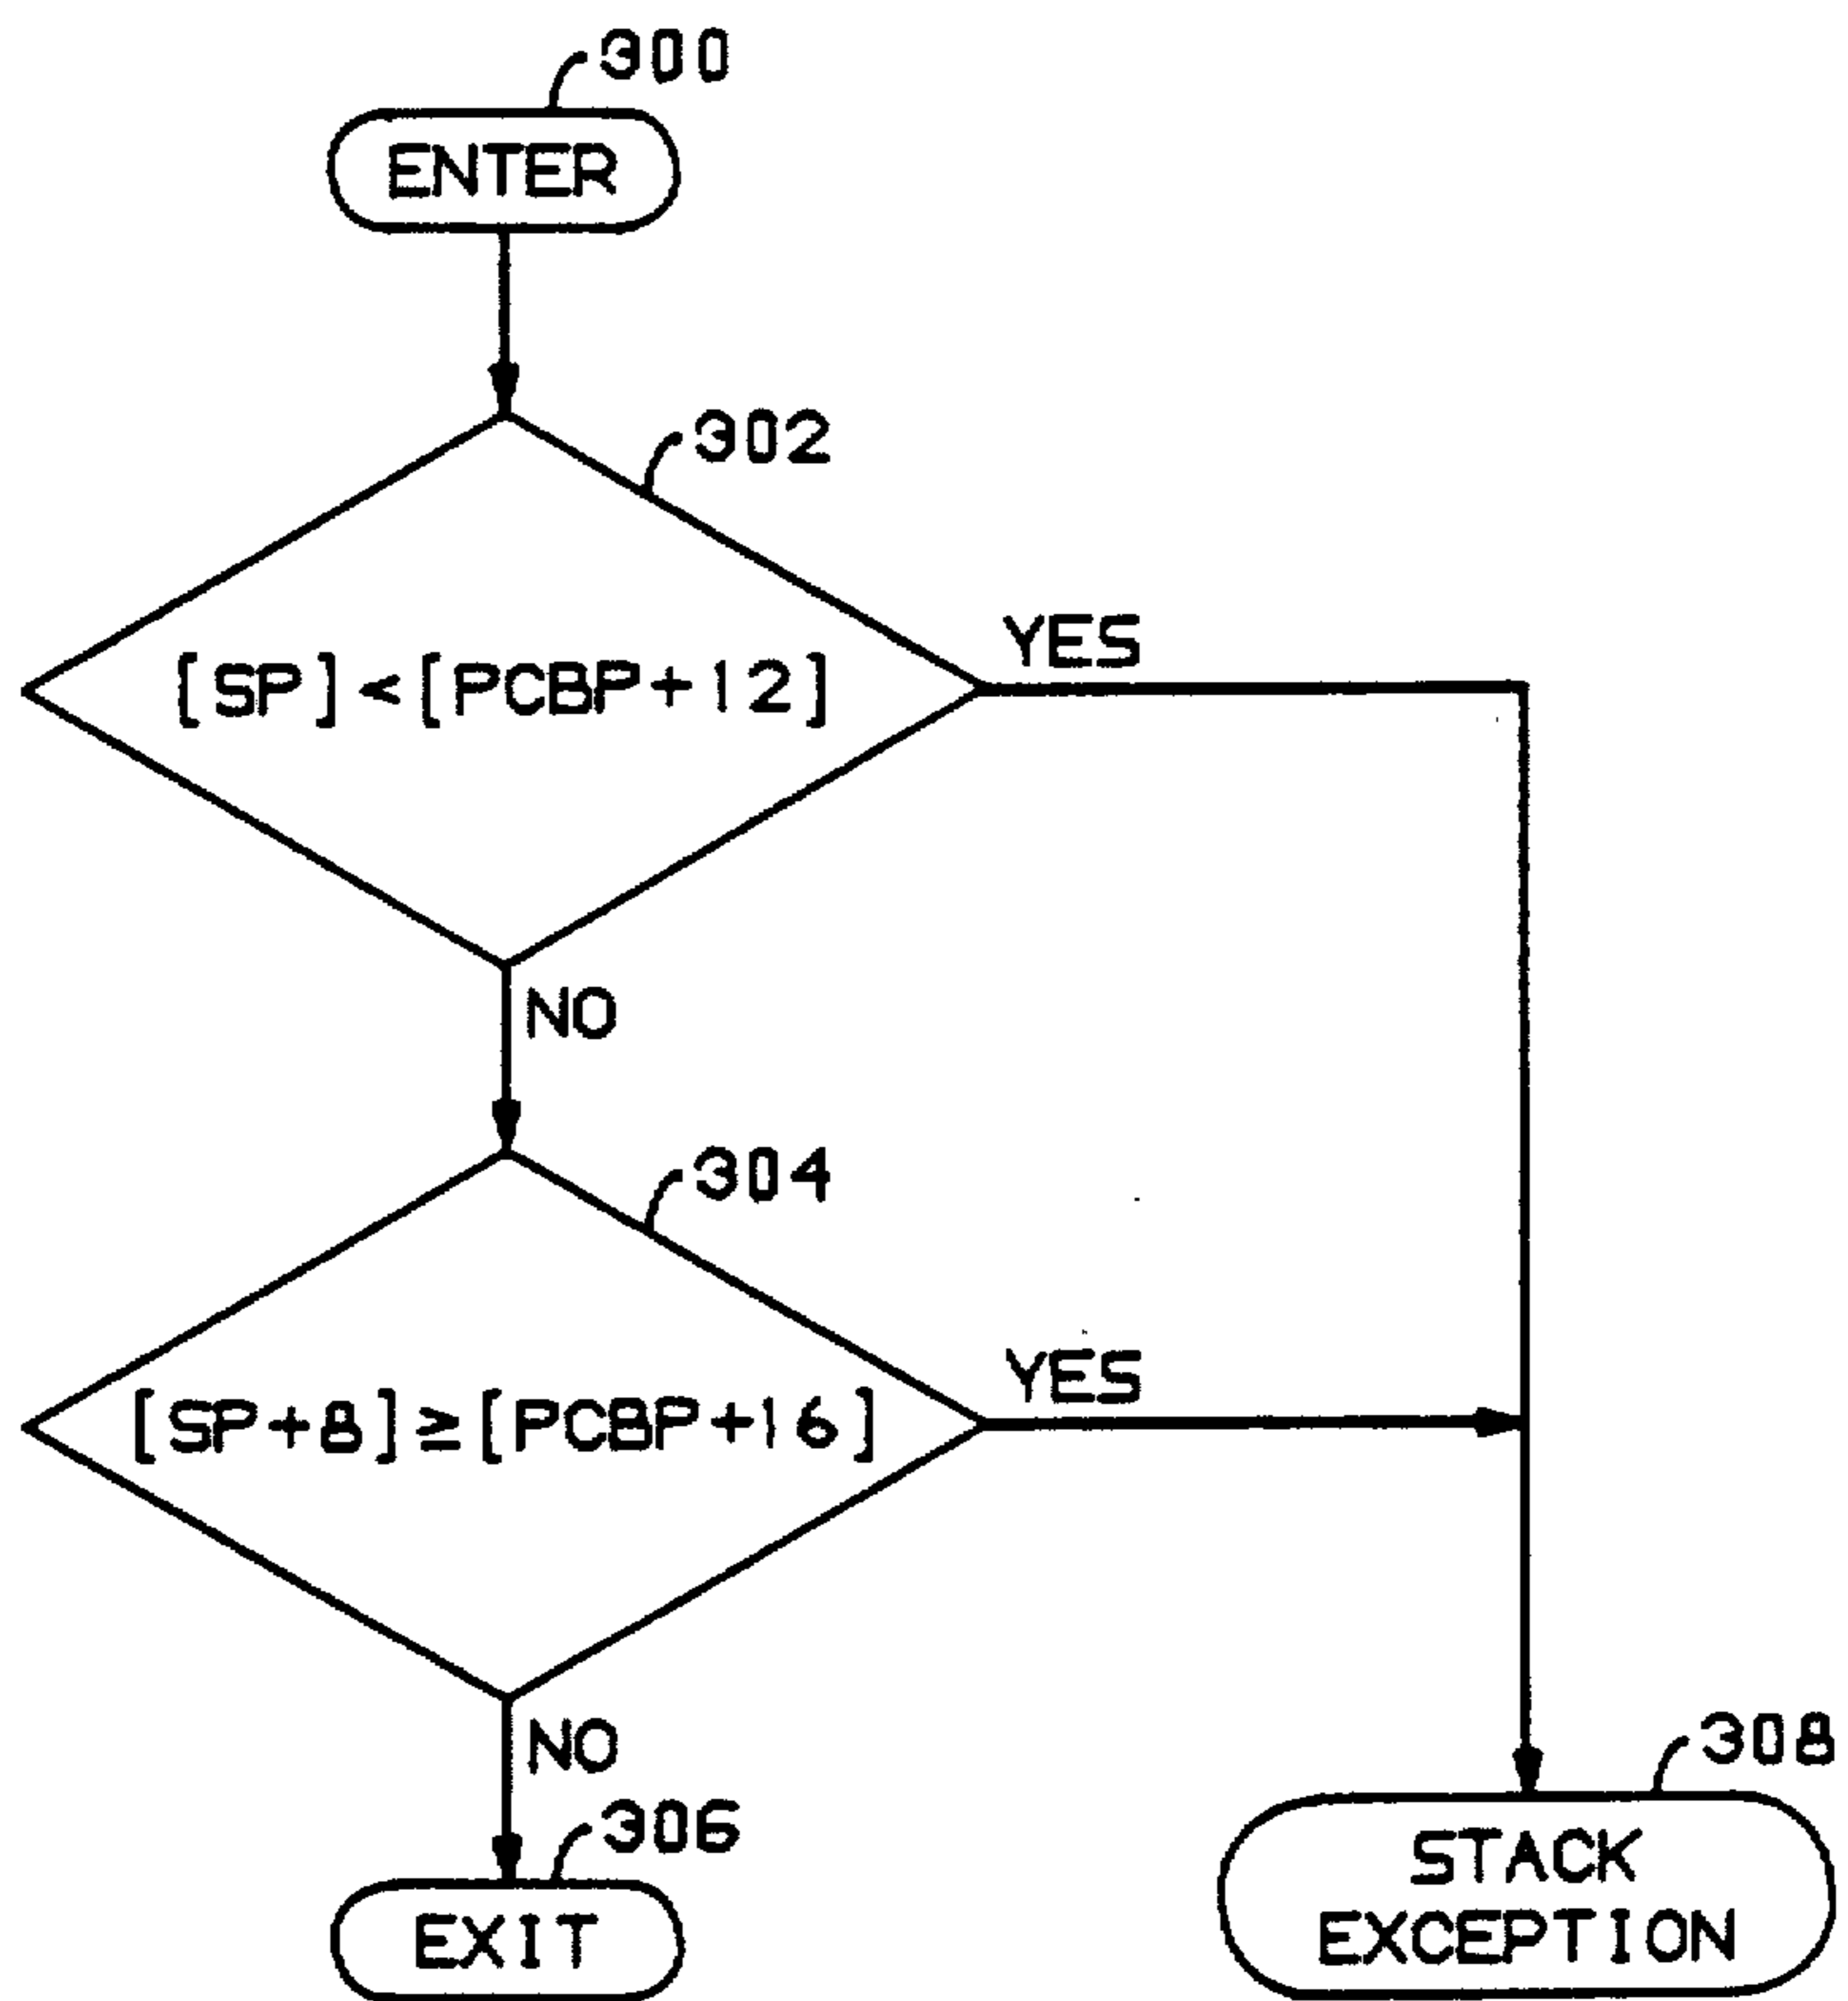 300
ENTER
302
[SP]<[PCBP+12]
YES
NO
304
[SP+8]≥[PCBP+16]
YES
NO
306
EXIT
308
STACK
EXCEPTION